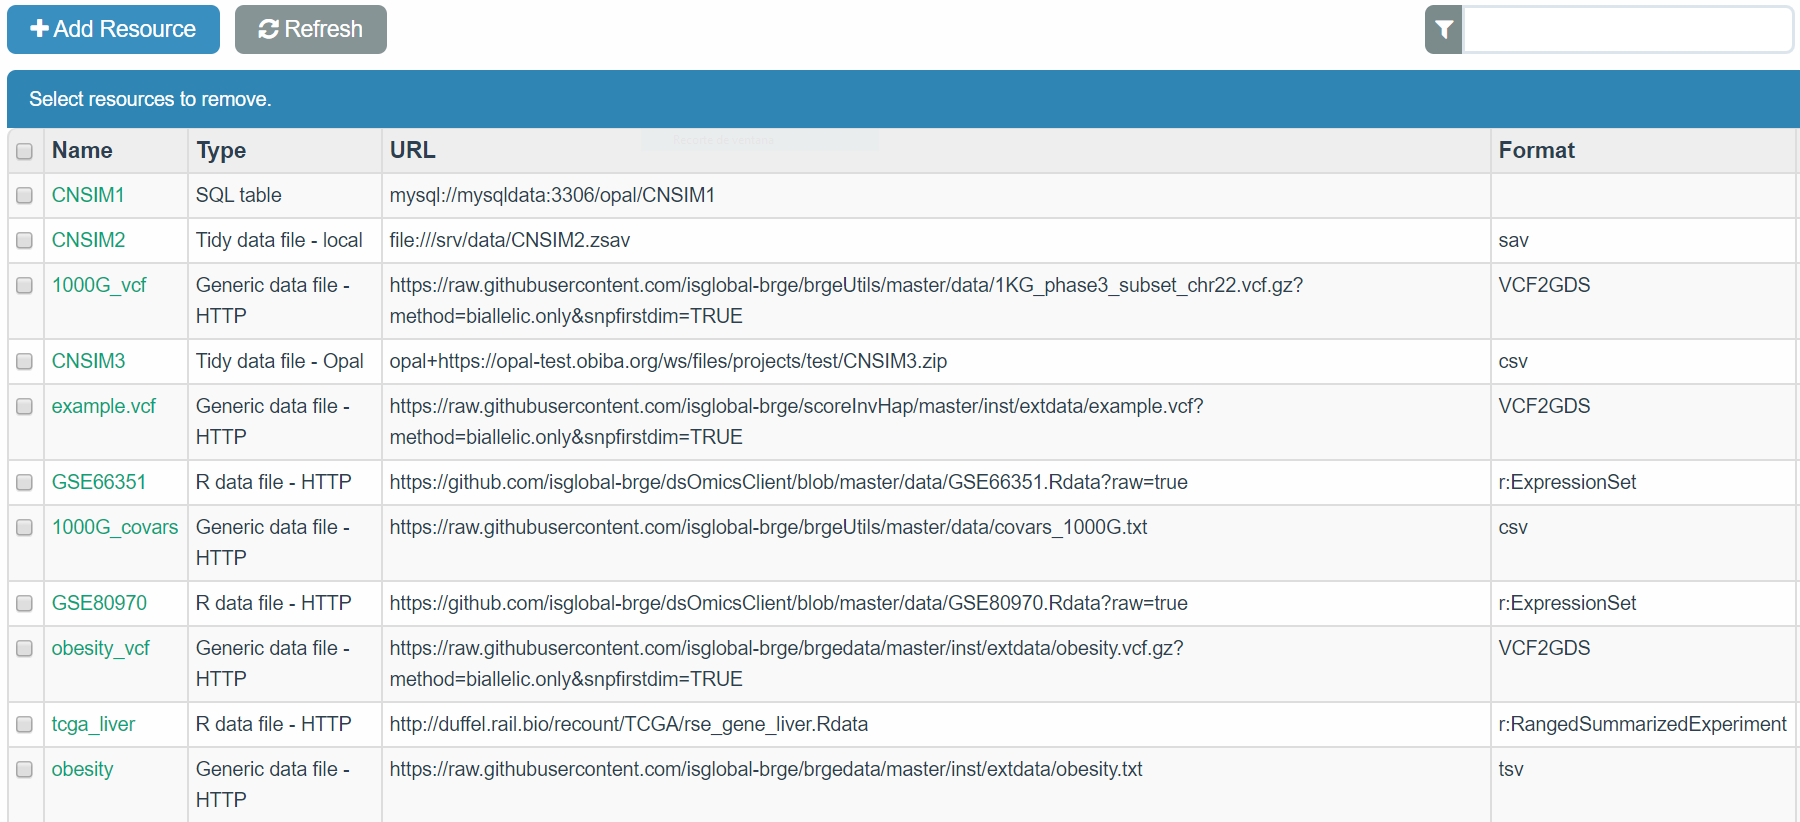 Add Resource Refresh
Select resources to remove.
Name Type URL Format
CNSIM1 SQL table mysql://mysqldata:3306/opal/CNSIM1
CNSIM2 Tidy data file - local file:///srv/data/CNSIM2.zsav sav
1000G_vcf Generic data file - https://raw.githubusercontent.com/isglobal-brge/brgeUtils/master/data/1KG_phase3_subset_chr22.vcf.gz? VCF2GDS
HTTP method=biallelic.only&snpfirstdim=TRUE
CNSIM3 Tidy data file - Opal opal+https://opal-test.obiba.org/ws/files/projects/test/CNSIM3.zip csv
example.vcf Generic data file - https://raw.githubusercontent.com/isglobal-brge/scoreInvHap/master/inst/extdata/example.vcf? VCF2GDS
HTTP method=biallelic.only&snpfirstdim=TRUE
GSE66351 R data file - HTTP https://github.com/isglobal-brge/dsOmicsClient/blob/master/data/GSE66351.Rdata?raw=true r:ExpressionSet
1000G_covars Generic data file - https://raw.githubusercontent.com/isglobal-brge/brgeUtils/master/data/covars_1000G.txt csv
HTTP
GSE80970 R data file - HTTP https://github.com/isglobal-brge/dsOmicsClient/blob/master/data/GSE80970.Rdata?raw=true r:ExpressionSet
obesity_vcf Generic data file - https://raw.githubusercontent.com/isglobal-brge/brgedata/master/inst/extdata/obesity.vcf.gz? VCF2GDS
HTTP method=biallelic.only&snpfirstdim=TRUE
tcga_liver R data file - HTTP http://duffel.rail.bio/recount/TCGA/rse_gene_liver.Rdata r:RangedSummarizedExperiment
obesity Generic data file - https://raw.githubusercontent.com/isglobal-brge/brgedata/master/inst/extdata/obesity.txt tsv
HTTP